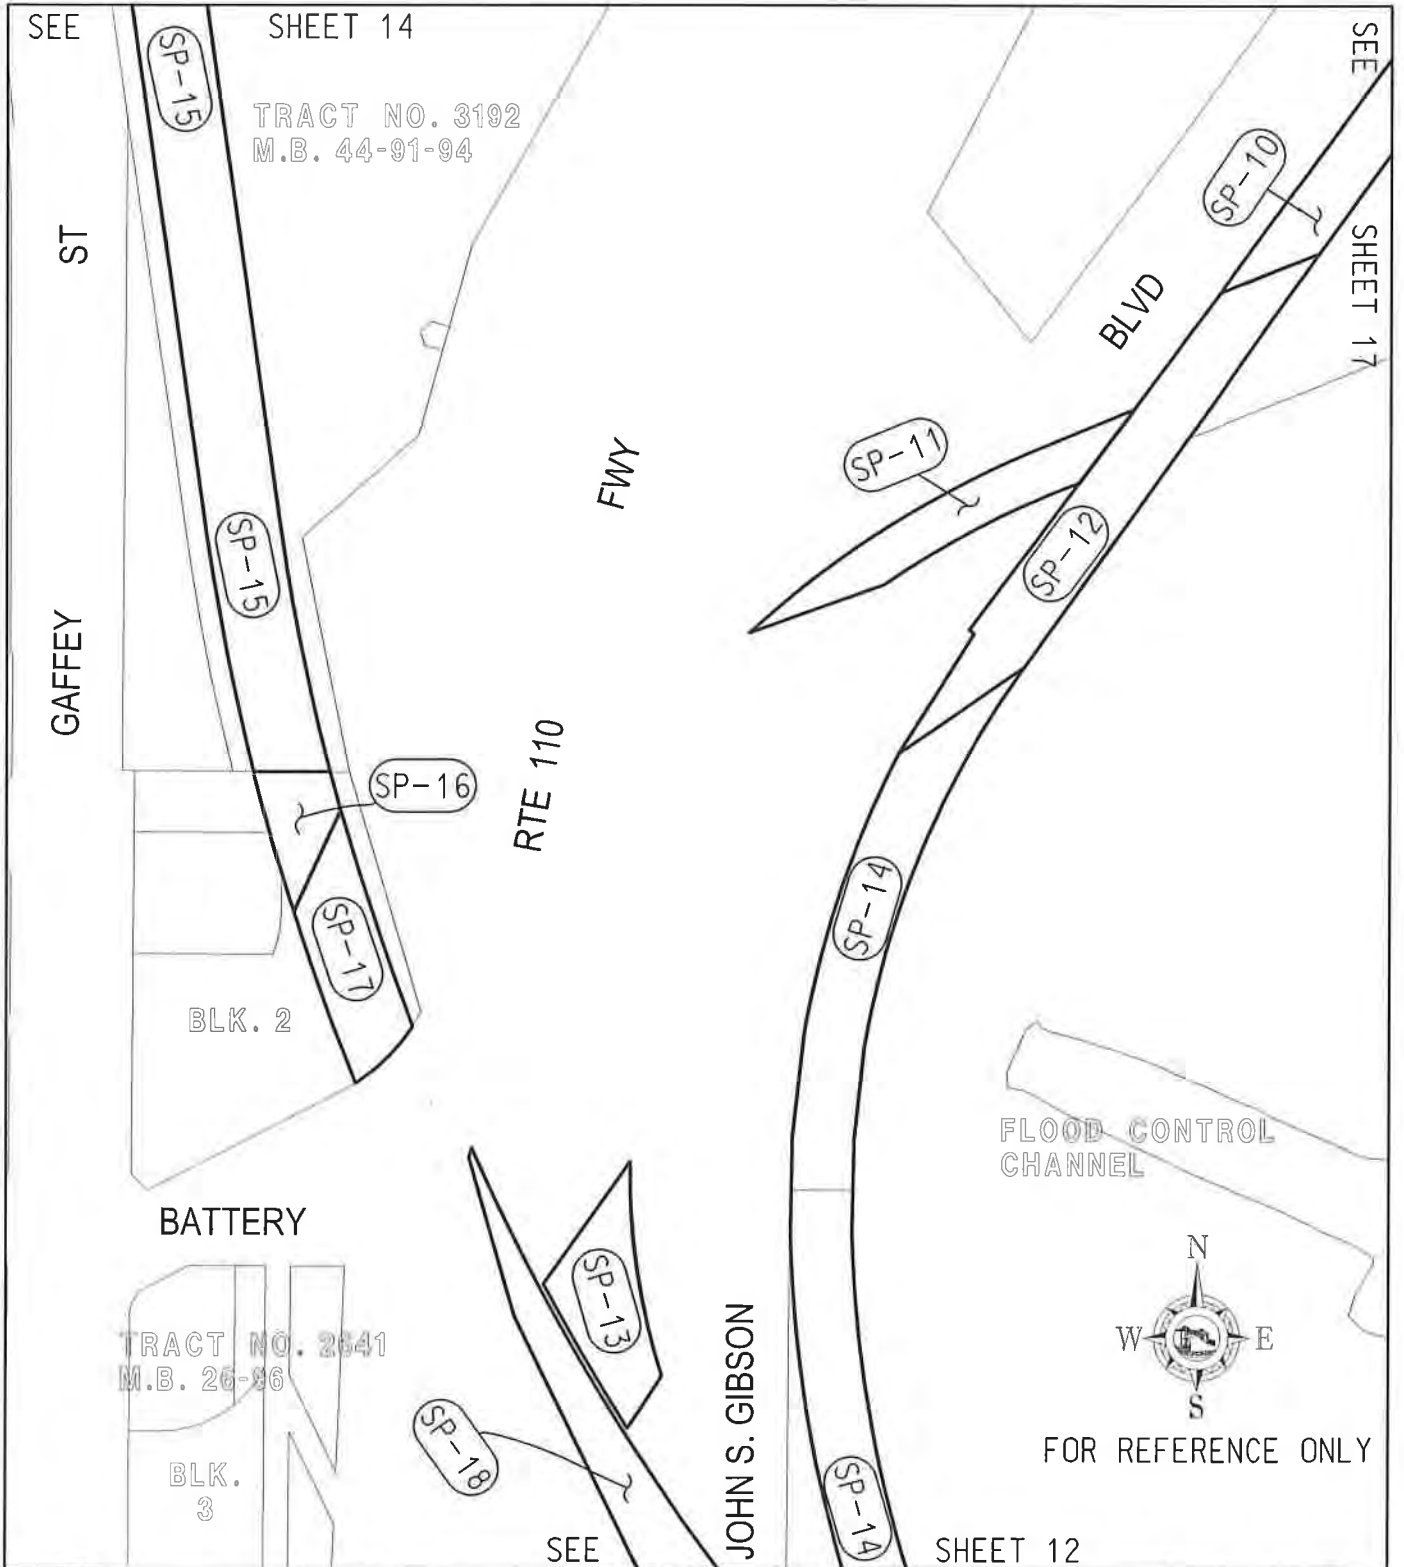 SEE SHEET 14
SEE
SHEET 17
SP-15
TRACT NO. 3192
M.B. 44-91-94
SP-10
ST
BLVD
SP-11
FWY
SP-12
SP-15
GAFFEY
RTE 110
SP-16
SP-14
SP-17
BLK. 2
FLOOD CONTROL
CHANNEL
BATTERY
SP-13
TRACT NO. 2641
M.B. 26-96
JOHN S. GIBSON
N
W E
S
SP-18
FOR REFERENCE ONLY
BLK.
3
SP-14
SEE SHEET 12